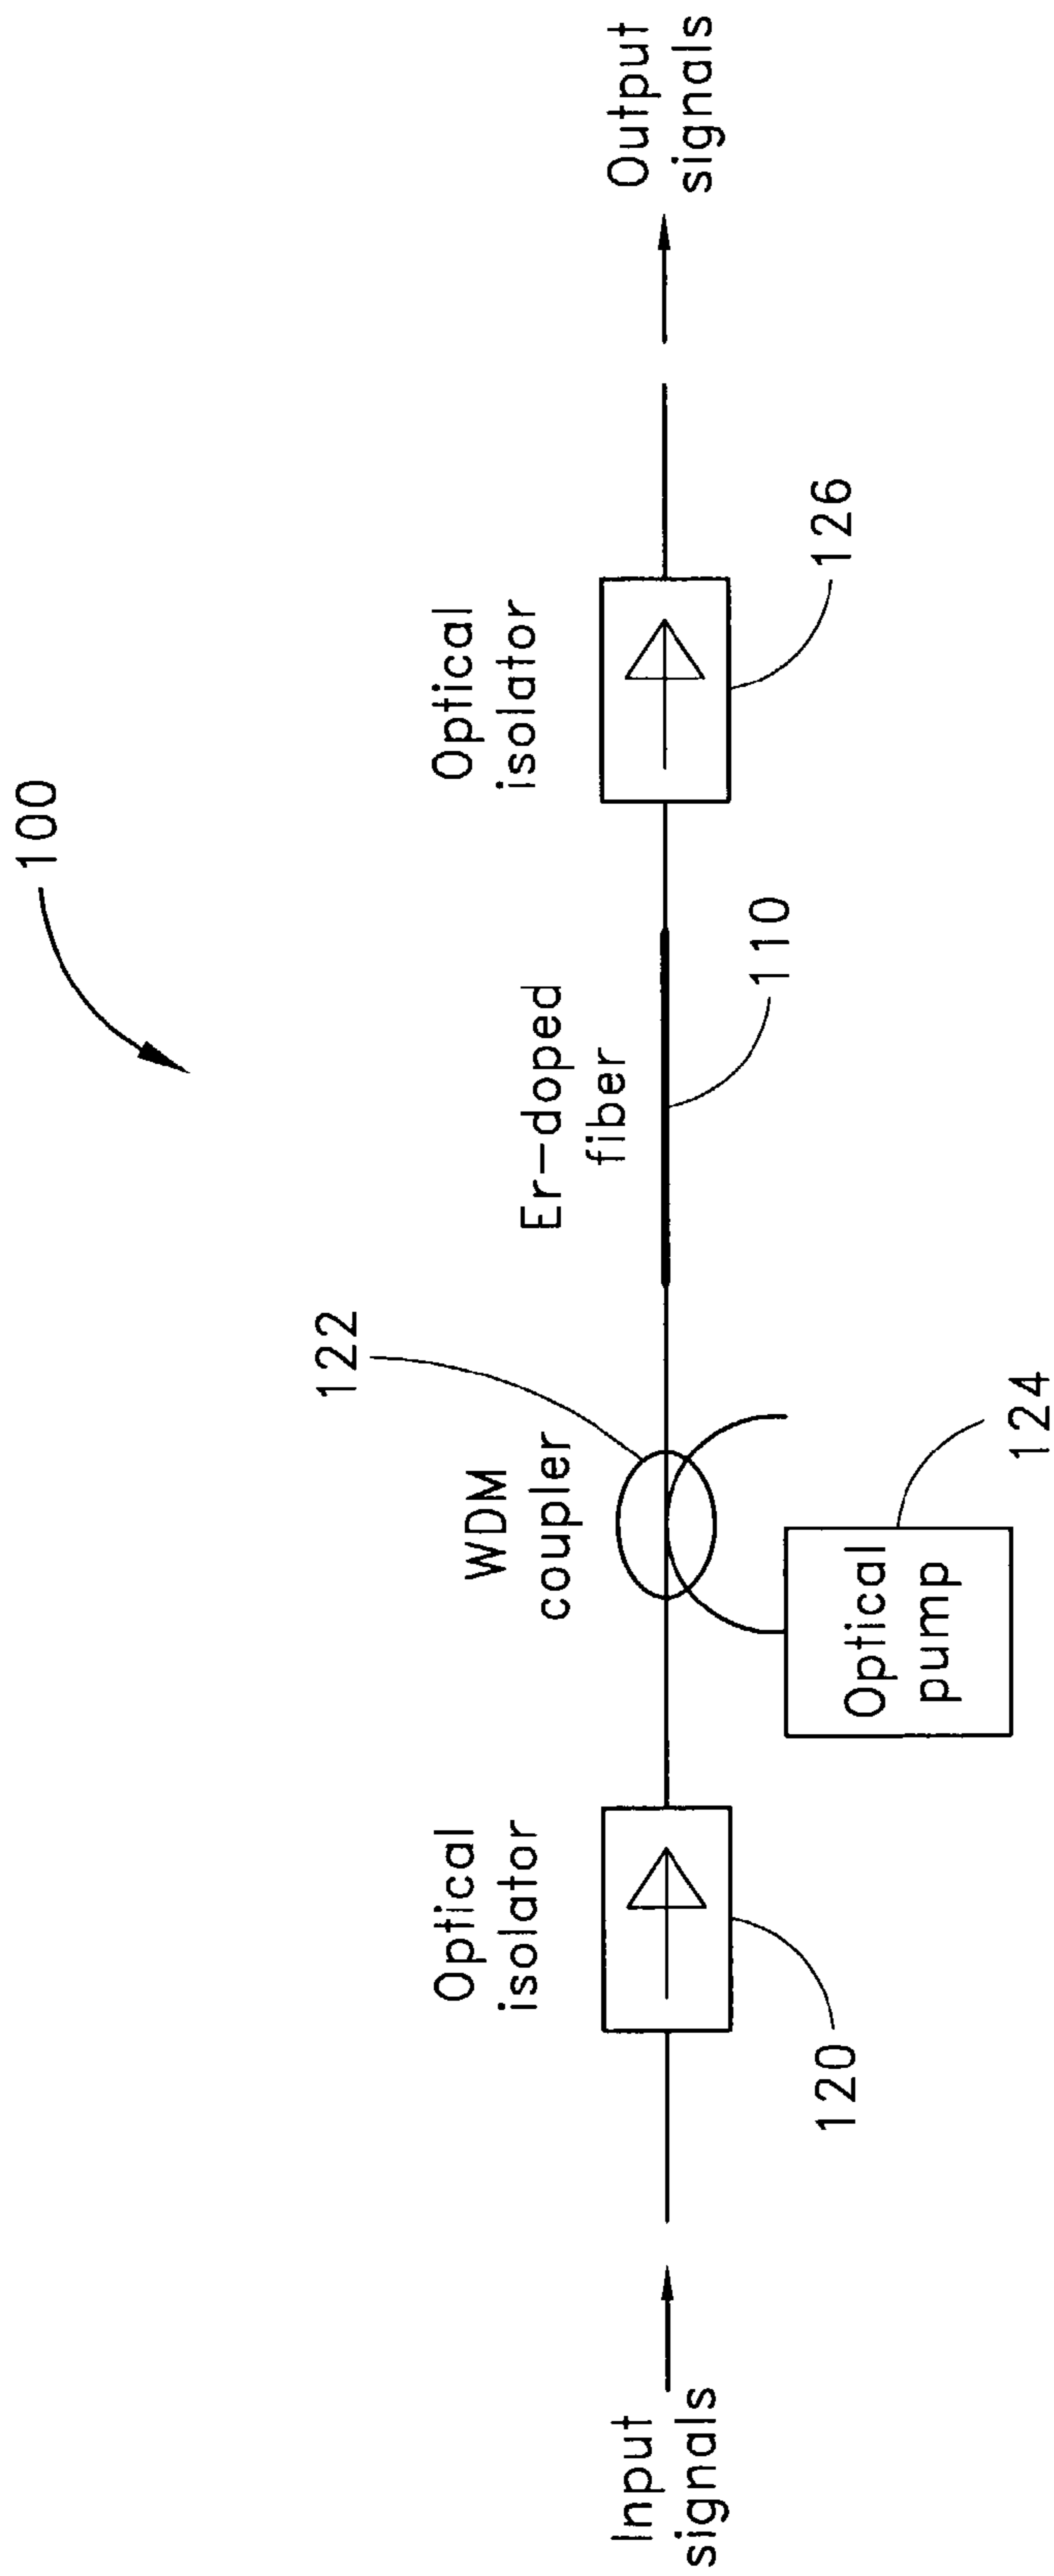 100
Input
signals
Optical
isolator
120
WDM
coupler
122
Optical
pump
124
Er-doped
fiber
110
Optical
isolator
126
Output
signals